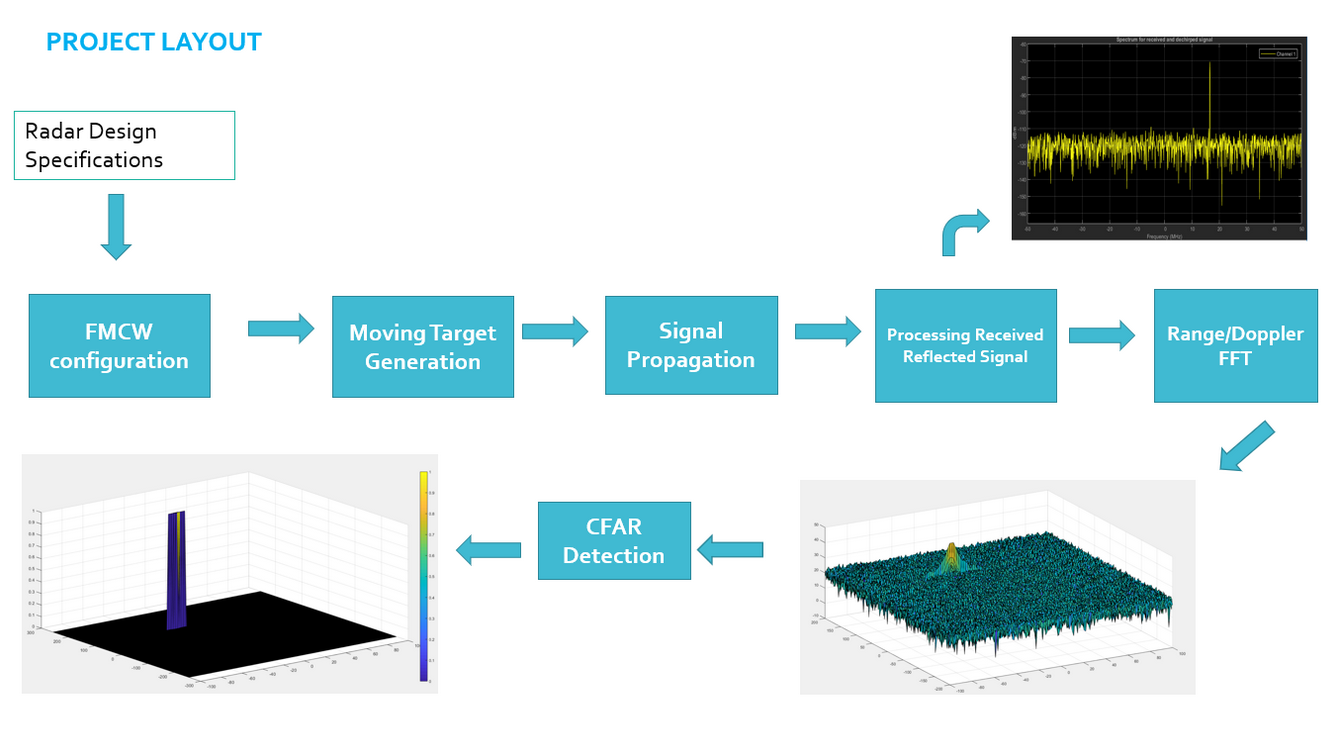 PROJECT LAYOUT
Radar Design
Specifications
Spectrum for received and dechirped signal
Channel 1
Frequency (MHz)
FMCW
configuration
Moving Target
Generation
Signal
Propagation
Processing Received
Reflected Signal
Range/Doppler
FFT
CFAR
Detection